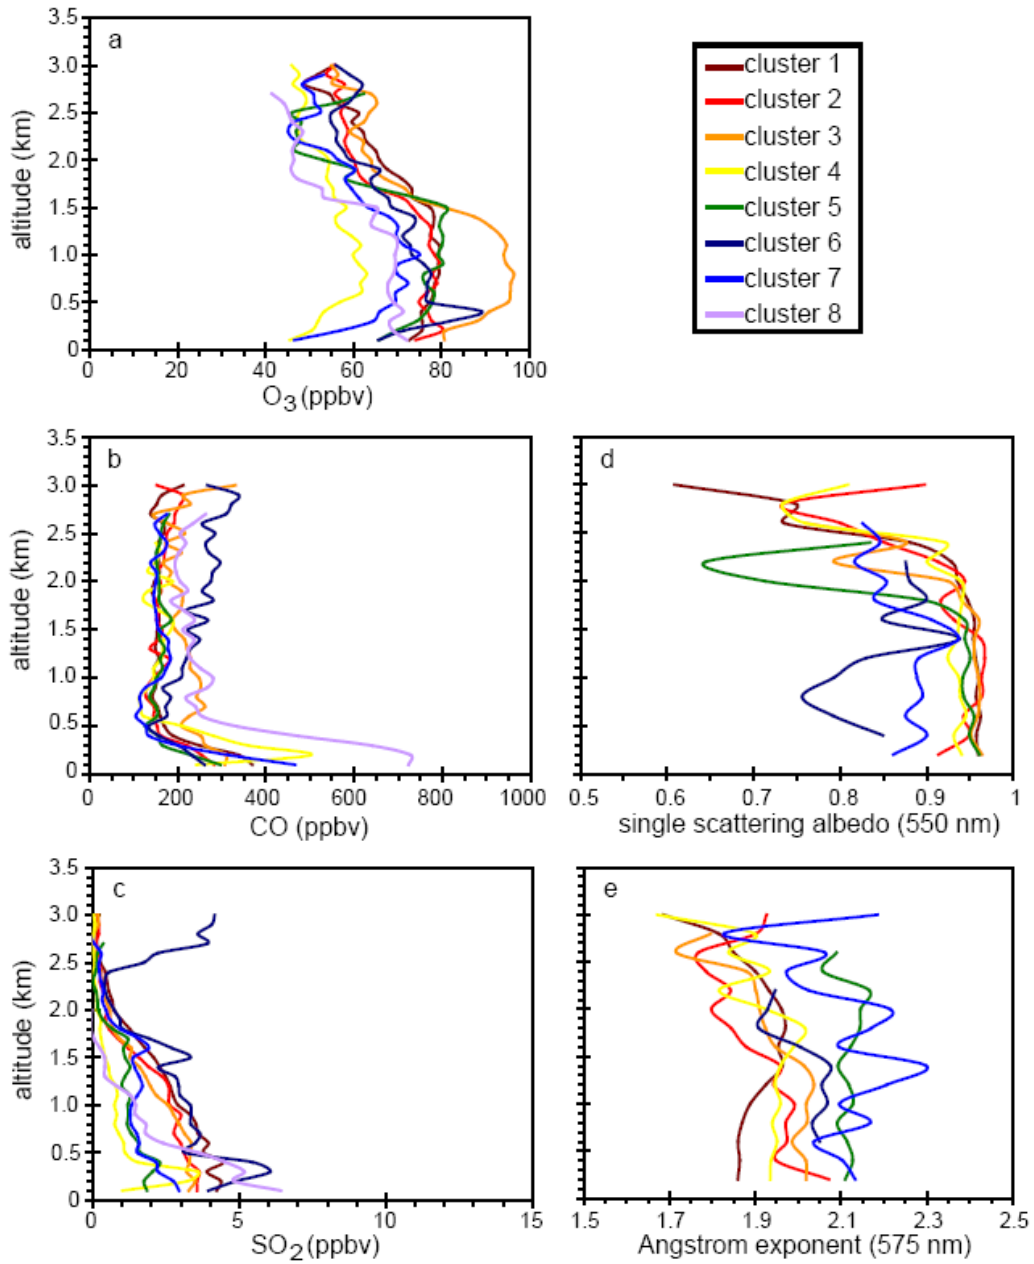 a
3.5
3.0
2.5
2.0
1.5
1.0
0.5
0
altitude (km)
0 20 40 60 80 100
O3 (ppbv)
cluster 1
cluster 2
cluster 3
cluster 4
cluster 5
cluster 6
cluster 7
cluster 8
b
3.5
3.0
2.5
2.0
1.5
1.0
0.5
0
altitude (km)
0 200 400 600 800 1000
CO (ppbv)
d
0.5 0.6 0.7 0.8 0.9 1
single scattering albedo (550 nm)
c
3.5
3.0
2.5
2.0
1.5
1.0
0.5
0
altitude (km)
0 5 10 15
SO2 (ppbv)
e
1.5 1.7 1.9 2.1 2.3 2.5
Angstrom exponent (575 nm)